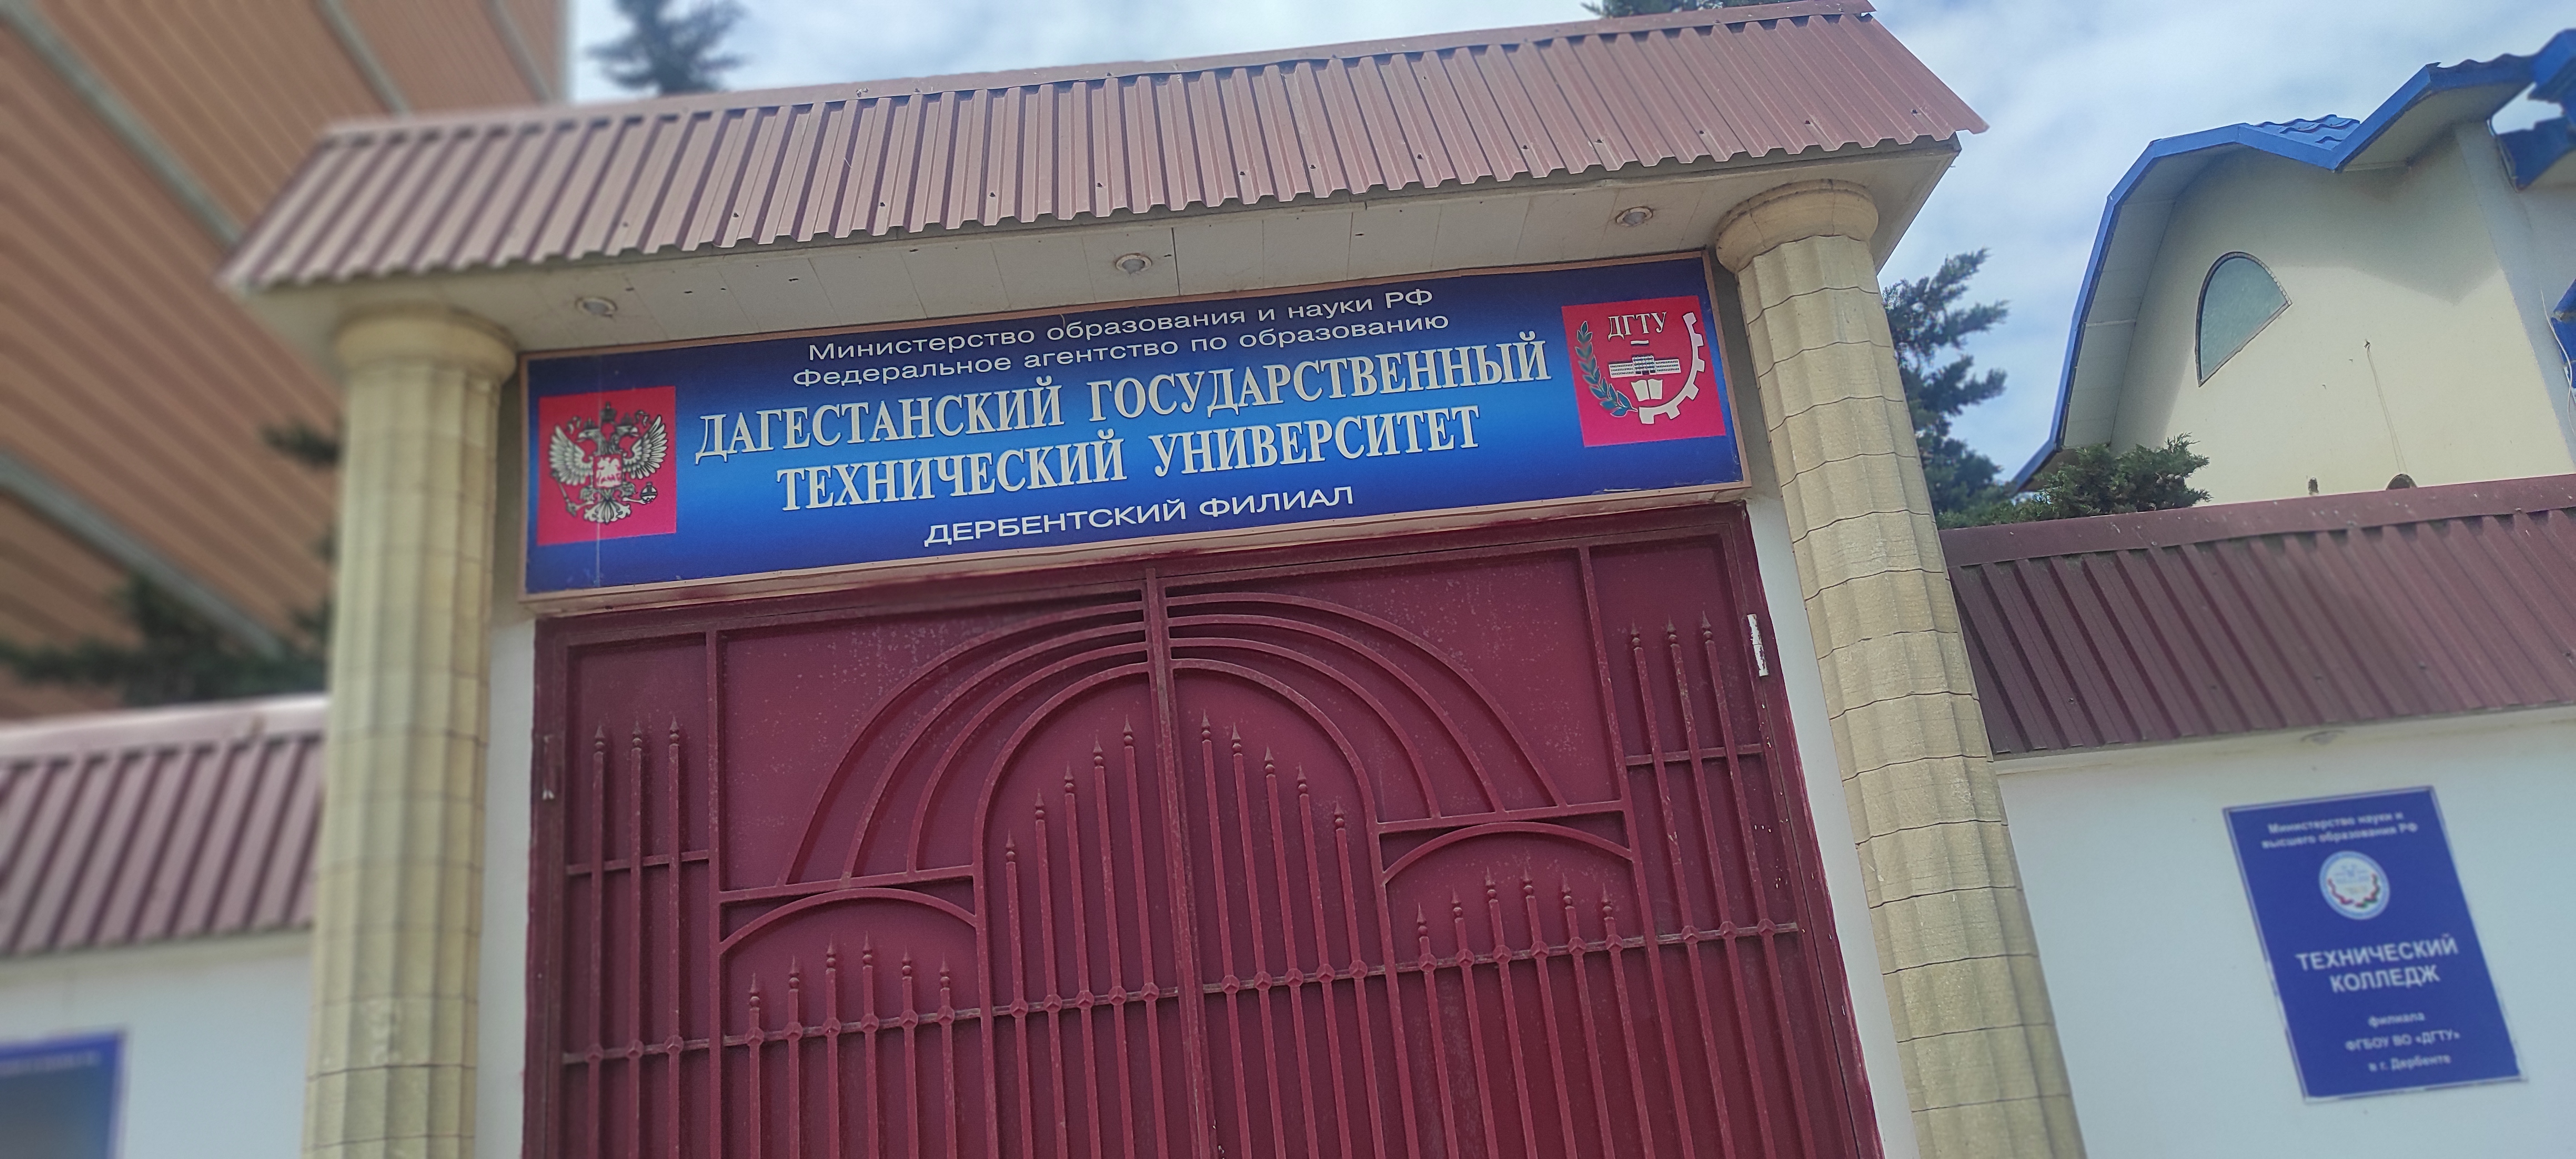 Министерство образования и науки РФ
Федеральное агентство по образованию
ДАГЕСТАНСКИЙ ГОСУДАРСТВЕННЫЙ
ТЕХНИЧЕСКИЙ УНИВЕРСИТЕТ
ДЕРБЕНТСКИЙ ФИЛИАЛ
ДГТУ
Министерство науки и
высшего образования РФ
ТЕХНИЧЕСКИЙ
КОЛЛЕДЖ
филиала
ФГБОУ ВО «ДГТУ»
в г. Дербенте